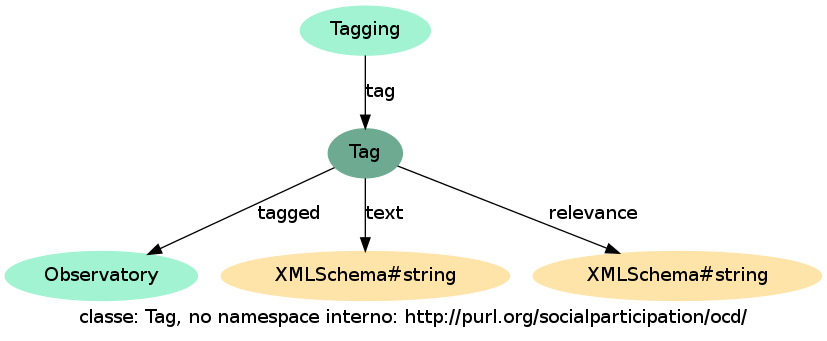 Tagging
tag
Tag
tagged
text
relevance
Observatory
XMLSchema#string
XMLSchema#string
classe: Tag, no namespace interno: http://purl.org/socialparticipation/ocd/